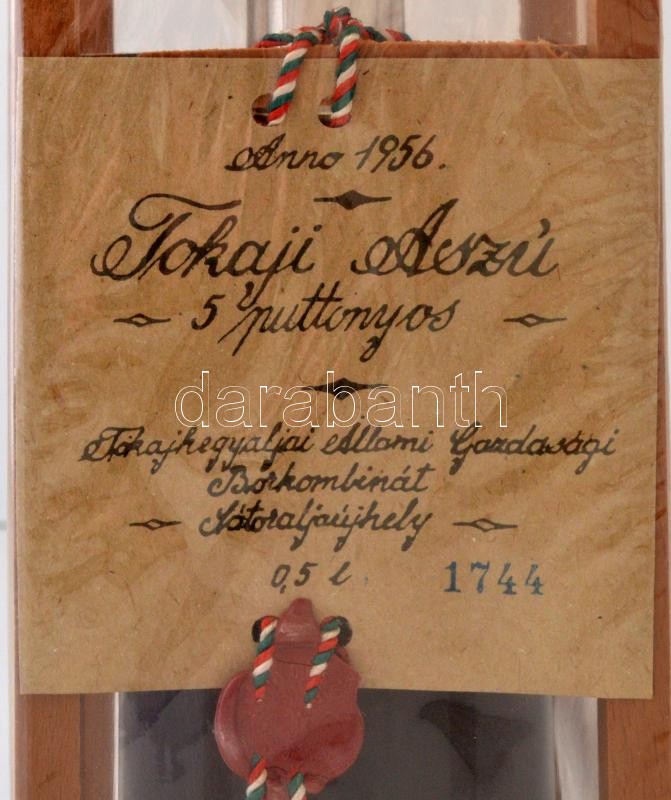 Anno 1956.
Tokaji Aszú
5 puttonyos
darabanth
Tokajhegyaljai Állami Gazdasági
Borkombinát
Sátoraljaújhely
0,5 l. 1744